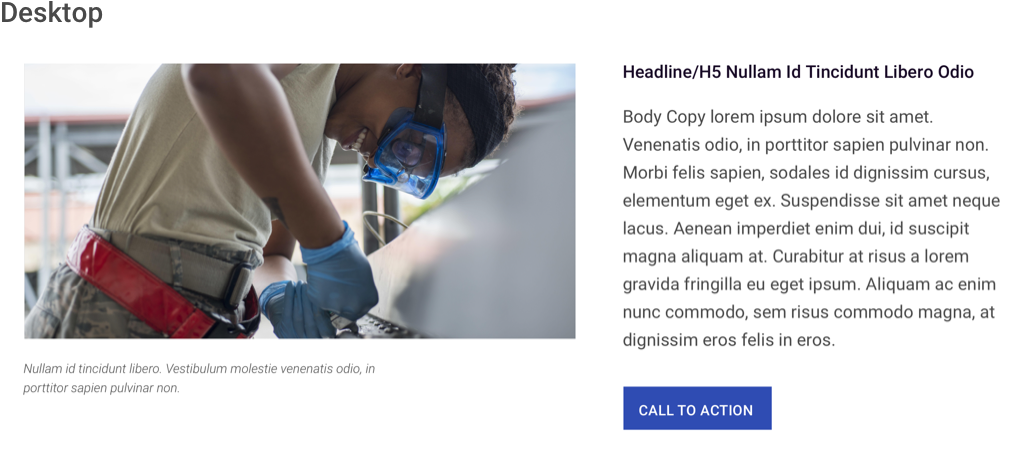 Desktop
Headline/H5 Nullam Id Tincidunt Libero Odio
Body Copy lorem ipsum dolore sit amet.
Venenatis odio, in porttitor sapien pulvinar non.
Morbi felis sapien, sodales id dignissim cursus,
elementum eget ex. Suspendisse sit amet neque
lacus. Aenean imperdiet enim dui, id suscipit
magna aliquam at. Curabitur at risus a lorem
gravida fringilla eu eget ipsum. Aliquam ac enim
nunc commodo, sem risus commodo magna, at
dignissim eros felis in eros.
Nullam id tincidunt libero. Vestibulum molestie venenatis odio, in
porttitor sapien pulvinar non.
CALL TO ACTION